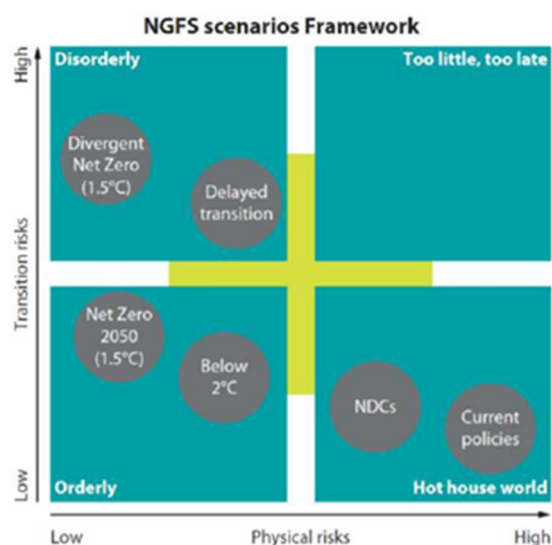 NGFS scenarios Framework
High
Disorderly
Too little, too late
Divergent
Net Zero
(1.5°C)
Delayed
transition
Transition risks
Net Zero
2050
(1.5°C)
Below
2°C
NDCs
Current
policies
Low
Orderly
Hot house world
Low
Physical risks
High